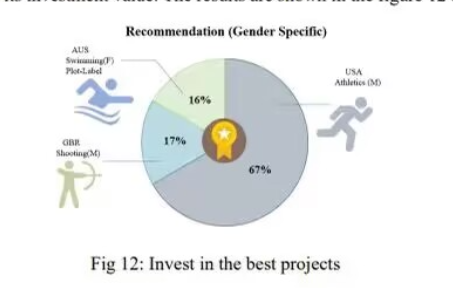 Recommendation (Gender Specific)
AUS
Swimming(F)
Plot-Label
USA
Athletics (M)
16%
GBR
Shooting(M)
17%
67%
Fig 12: Invest in the best projects